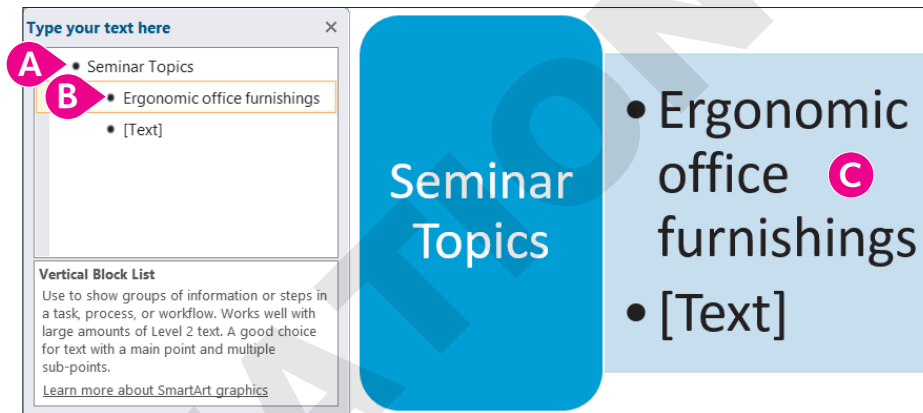 Type your text here ×
A • Seminar Topics
B • Ergonomic office furnishings
• [Text]
Vertical Block List
Use to show groups of information or steps in
a task, process, or workflow. Works well with
large amounts of Level 2 text. A good choice
for text with a main point and multiple
sub-points.
Learn more about SmartArt graphics
Seminar
Topics
• Ergonomic
office C
furnishings
• [Text]